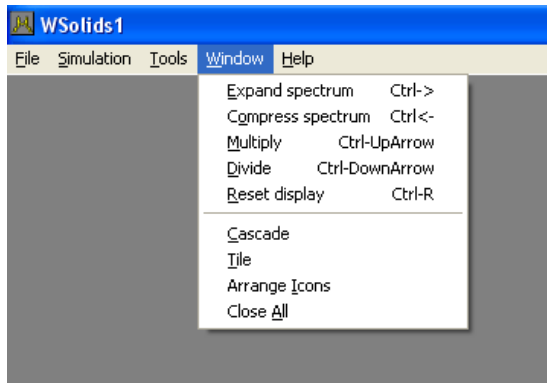 WSolids1
File Simulation Tools Window Help
Expand spectrum Ctrl->
Compress spectrum Ctrl<-
Multiply Ctrl-UpArrow
Divide Ctrl-DownArrow
Reset display Ctrl-R
Cascade
Tile
Arrange Icons
Close All